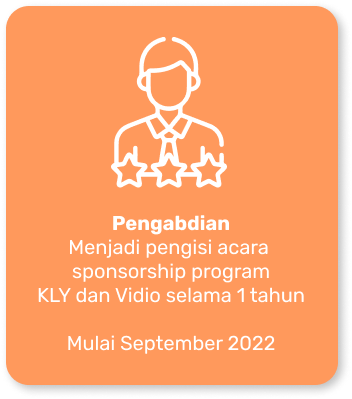 Pengabdian
Menjadi pengisi acara
sponsorship program
KLY dan Vidio selama 1 tahun
Mulai September 2022